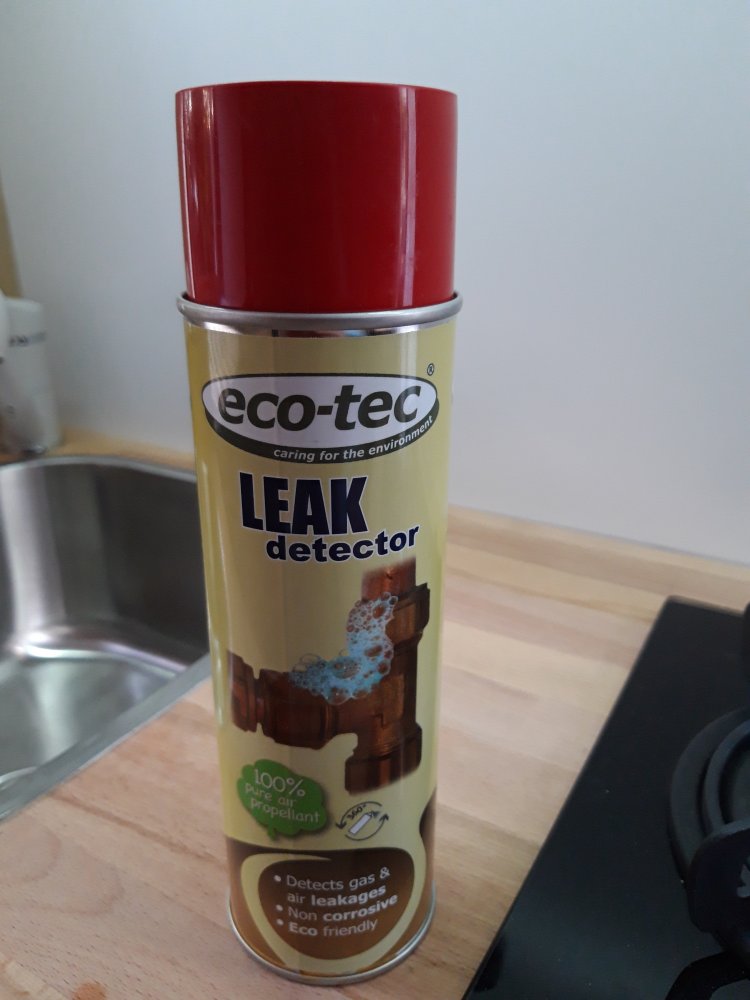 eco-tec®
caring for the environment
LEAK
detector
100%
pure air
propellant
360°
• Detects gas &
air leakages
• Non corrosive
• Eco friendly